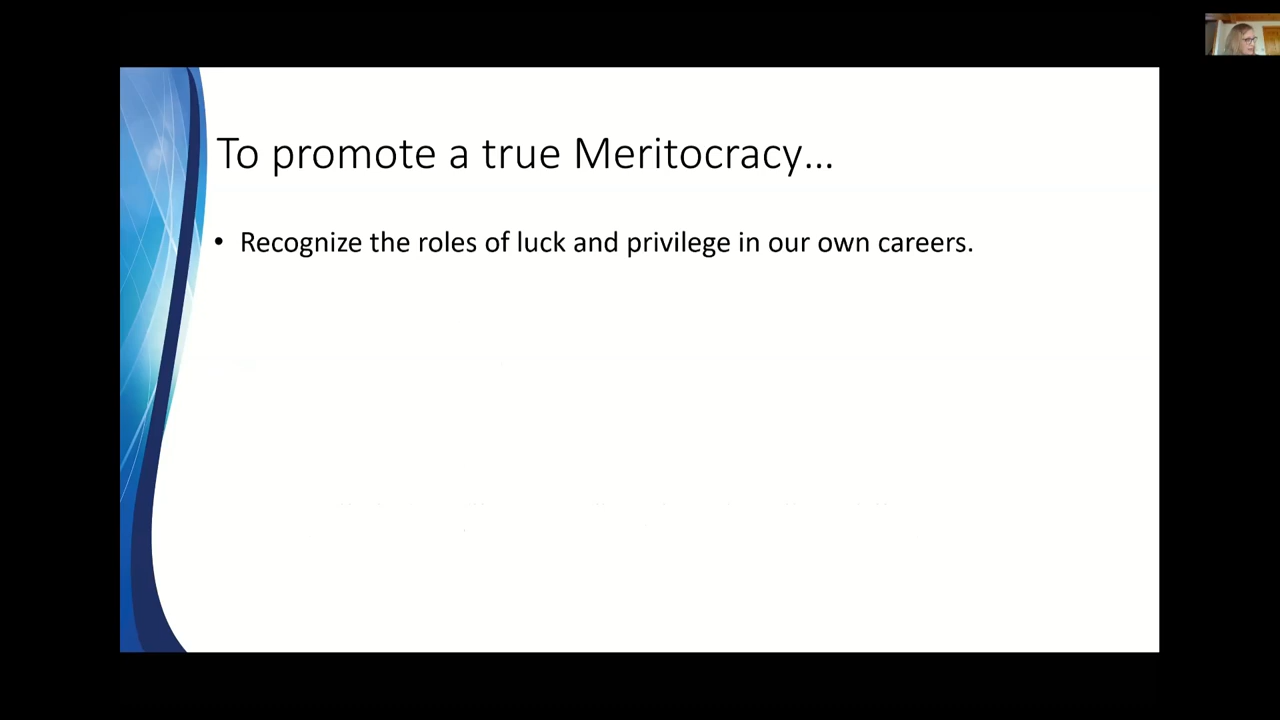 To promote a true Meritocracy...
• Recognize the roles of luck and privilege in our own careers.